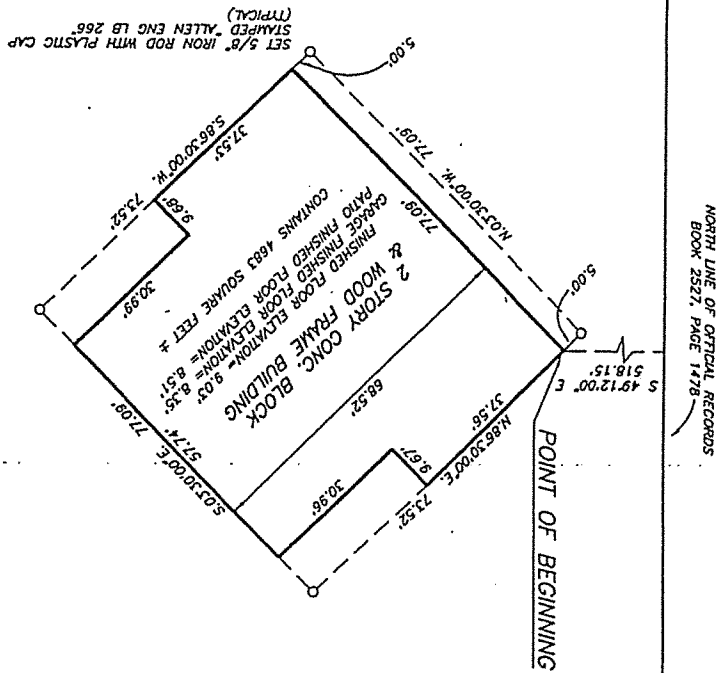 SET 5/8" IRON ROD WITH PLASTIC CAP
STAMPED "ALLEN ENG LB 266"
(TYPICAL)
5.00'
77.09'
N.03°30'00"W.
77.09'
5.00'
S.86°30'00"W.
37.53'
73.52'
9.68'
30.99'
2 STORY CONC. BLOCK
& WOOD FRAME BUILDING
FINISHED FLOOR ELEVATION= 9.03'
GARAGE FINISHED FLOOR ELEVATION= 8.35'
PATIO FINISHED FLOOR ELEVATION= 8.51'
CONTAINS 4683 SQUARE FEET ±
68.52'
57.74'
S.03°30'00"E.
77.09'
N.86°30'00"E.
37.56'
9.67'
73.52'
30.96'
POINT OF BEGINNING
S 49°12'00" E
518.15'
NORTH LINE OF OFFICIAL RECORDS
BOOK 2527, PAGE 1478